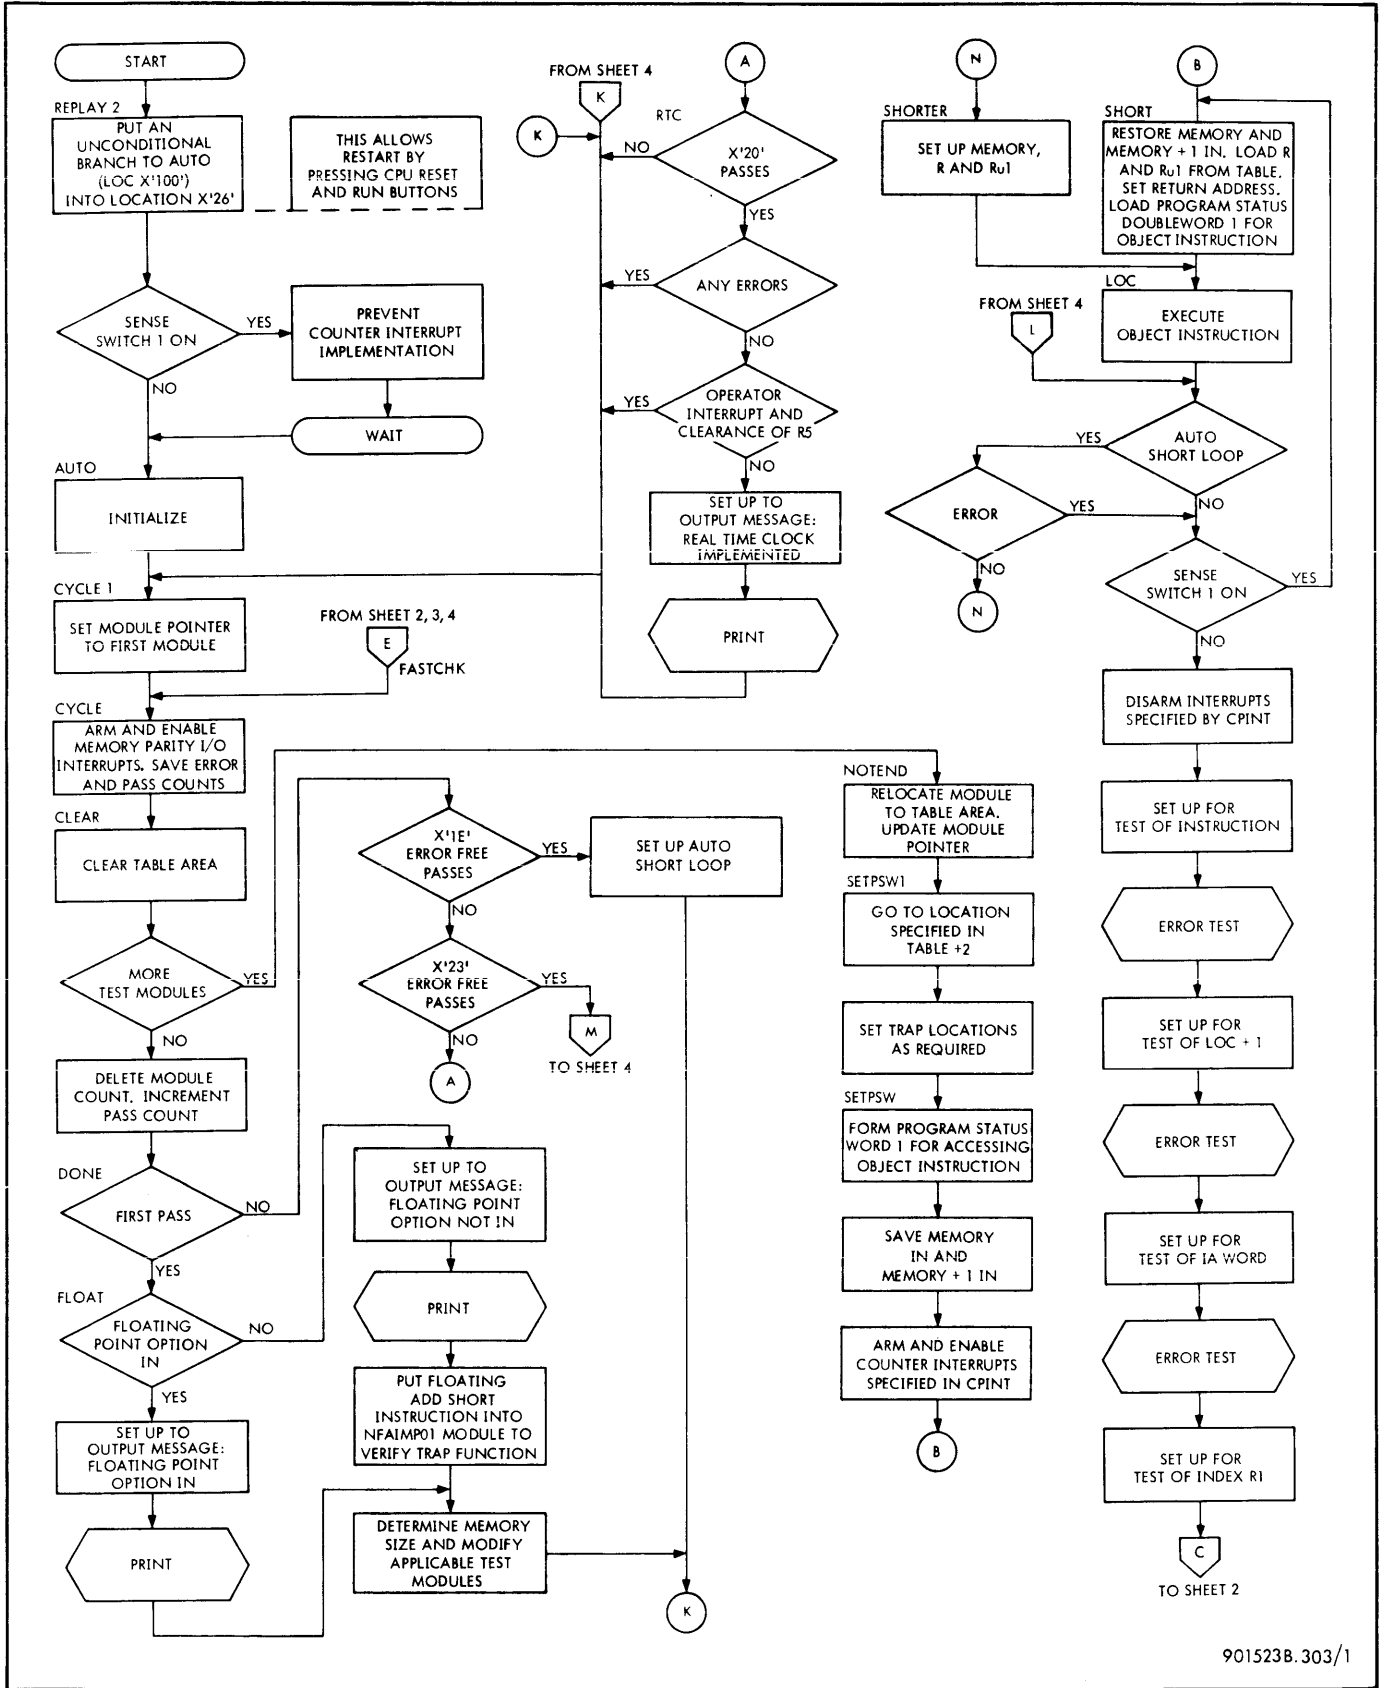 START
REPLAY 2
PUT AN
UNCONDITIONAL
BRANCH TO AUTO
(LOC X'100')
INTO LOCATION X'26'
THIS ALLOWS
RESTART BY
PRESSING CPU RESET
AND RUN BUTTONS
SENSE
SWITCH 1 ON
YES
NO
PREVENT
COUNTER INTERRUPT
IMPLEMENTATION
WAIT
AUTO
INITIALIZE
CYCLE 1
SET MODULE POINTER
TO FIRST MODULE
FROM SHEET 2, 3, 4
E
FASTCHK
CYCLE
ARM AND ENABLE
MEMORY PARITY I/O
INTERRUPTS. SAVE ERROR
AND PASS COUNTS
CLEAR
CLEAR TABLE AREA
MORE
TEST MODULES
YES
NO
DELETE MODULE
COUNT. INCREMENT
PASS COUNT
DONE
FIRST PASS
NO
YES
FLOAT
FLOATING
POINT OPTION
IN
NO
YES
SET UP TO
OUTPUT MESSAGE:
FLOATING POINT
OPTION IN
PRINT
X'1E'
ERROR FREE
PASSES
YES
NO
SET UP AUTO
SHORT LOOP
X'23'
ERROR FREE
PASSES
YES
NO
M
TO SHEET 4
A
SET UP TO
OUTPUT MESSAGE:
FLOATING POINT
OPTION NOT IN
PRINT
PUT FLOATING
ADD SHORT
INSTRUCTION INTO
NFAIMP01 MODULE TO
VERIFY TRAP FUNCTION
DETERMINE MEMORY
SIZE AND MODIFY
APPLICABLE TEST
MODULES
K
FROM SHEET 4
K
K
A
RTC
X'20'
PASSES
NO
YES
ANY ERRORS
YES
NO
OPERATOR
INTERRUPT AND
CLEARANCE OF R5
YES
NO
SET UP TO
OUTPUT MESSAGE:
REAL TIME CLOCK
IMPLEMENTED
PRINT
NOTEND
RELOCATE MODULE
TO TABLE AREA.
UPDATE MODULE
POINTER
SETPSW1
GO TO LOCATION
SPECIFIED IN
TABLE +2
SET TRAP LOCATIONS
AS REQUIRED
SETPSW
FORM PROGRAM STATUS
WORD 1 FOR ACCESSING
OBJECT INSTRUCTION
SAVE MEMORY
IN AND
MEMORY + 1 IN
ARM AND ENABLE
COUNTER INTERRUPTS
SPECIFIED IN CPINT
B
N
SHORTER
SET UP MEMORY,
R AND Ru1
B
SHORT
RESTORE MEMORY AND
MEMORY + 1 IN. LOAD R
AND Ru1 FROM TABLE.
SET RETURN ADDRESS.
LOAD PROGRAM STATUS
DOUBLEWORD 1 FOR
OBJECT INSTRUCTION
LOC
EXECUTE
OBJECT INSTRUCTION
FROM SHEET 4
L
AUTO
SHORT LOOP
YES
NO
ERROR
YES
NO
N
SENSE
SWITCH 1 ON
YES
NO
DISARM INTERRUPTS
SPECIFIED BY CPINT
SET UP FOR
TEST OF INSTRUCTION
ERROR TEST
SET UP FOR
TEST OF LOC + 1
ERROR TEST
SET UP FOR
TEST OF IA WORD
ERROR TEST
SET UP FOR
TEST OF INDEX R1
C
TO SHEET 2
901523B.303/1